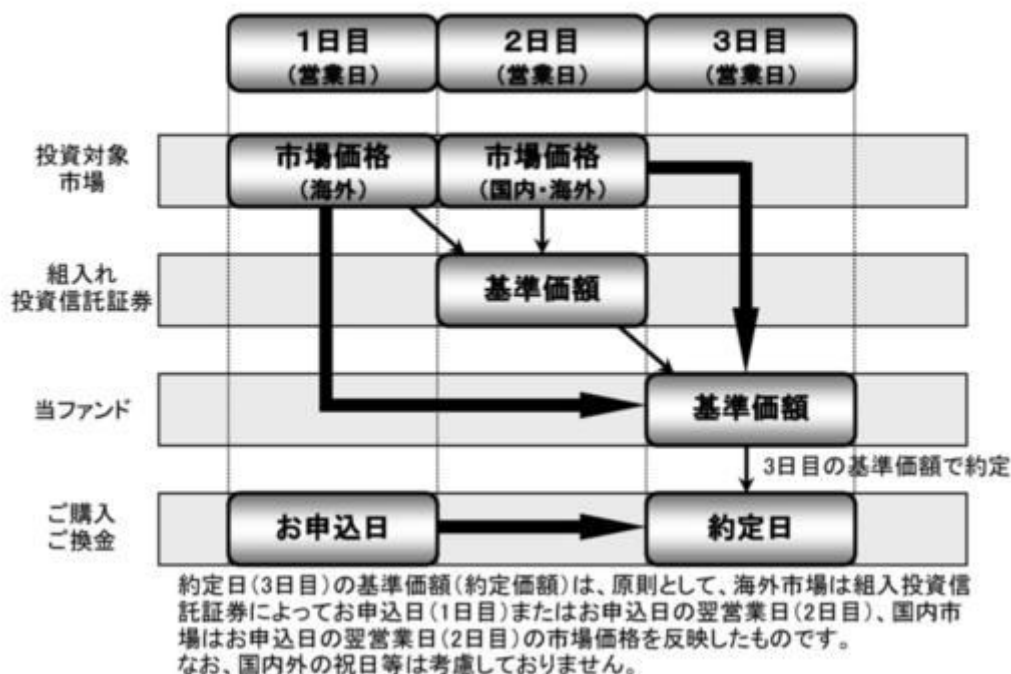 1日目
(営業日)
2日目
(営業日)
3日目
(営業日)
投資対象
市場
市場価格
(海外)
市場価格
(国内・海外)
組入れ
投資信託証券
基準価額
当ファンド
基準価額
3日目の基準価額で約定
ご購入
ご換金
お申込日
約定日
約定日(3日目)の基準価額(約定価額)は、原則として、海外市場は組入投資信
託証券によってお申込日(1日目)またはお申込日の翌営業日(2日目)、国内市
場はお申込日の翌営業日(2日目)の市場価格を反映したものです。
なお、国内外の祝日等は考慮しておりません。